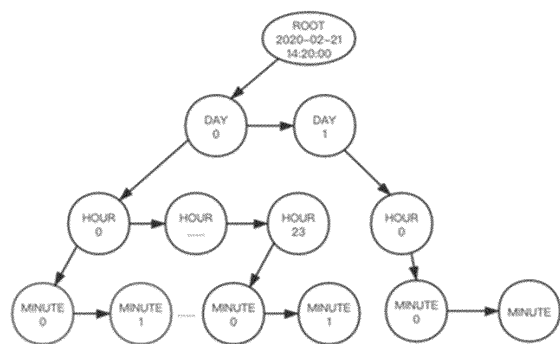 ROOT
2020-02-21
14:20:00
DAY
0
DAY
1
HOUR
0
HOUR
......
HOUR
23
HOUR
0
MINUTE
0
MINUTE
1
......
MINUTE
0
MINUTE
1
MINUTE
0
MINUTE